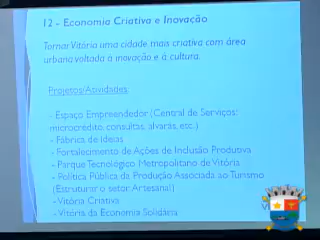 12 - Economia Criativa e Inovação
Tornar Vitória uma cidade mais criativa com área
urbana voltada à inovação e à cultura.
Projetos/Atividades:
- Espaço Empreendedor (Central de Serviços:
microcrédito, consultas, alvarás, etc.)
- Fábrica de Ideias
- Fortalecimento de Ações de Inclusão Produtiva
- Parque Tecnológico Metropolitano de Vitória
- Política Pública da Produção Associada ao Turismo
(Estruturar o setor Artesanal)
- Vitória Criativa
- Vitória da Economia Solidária